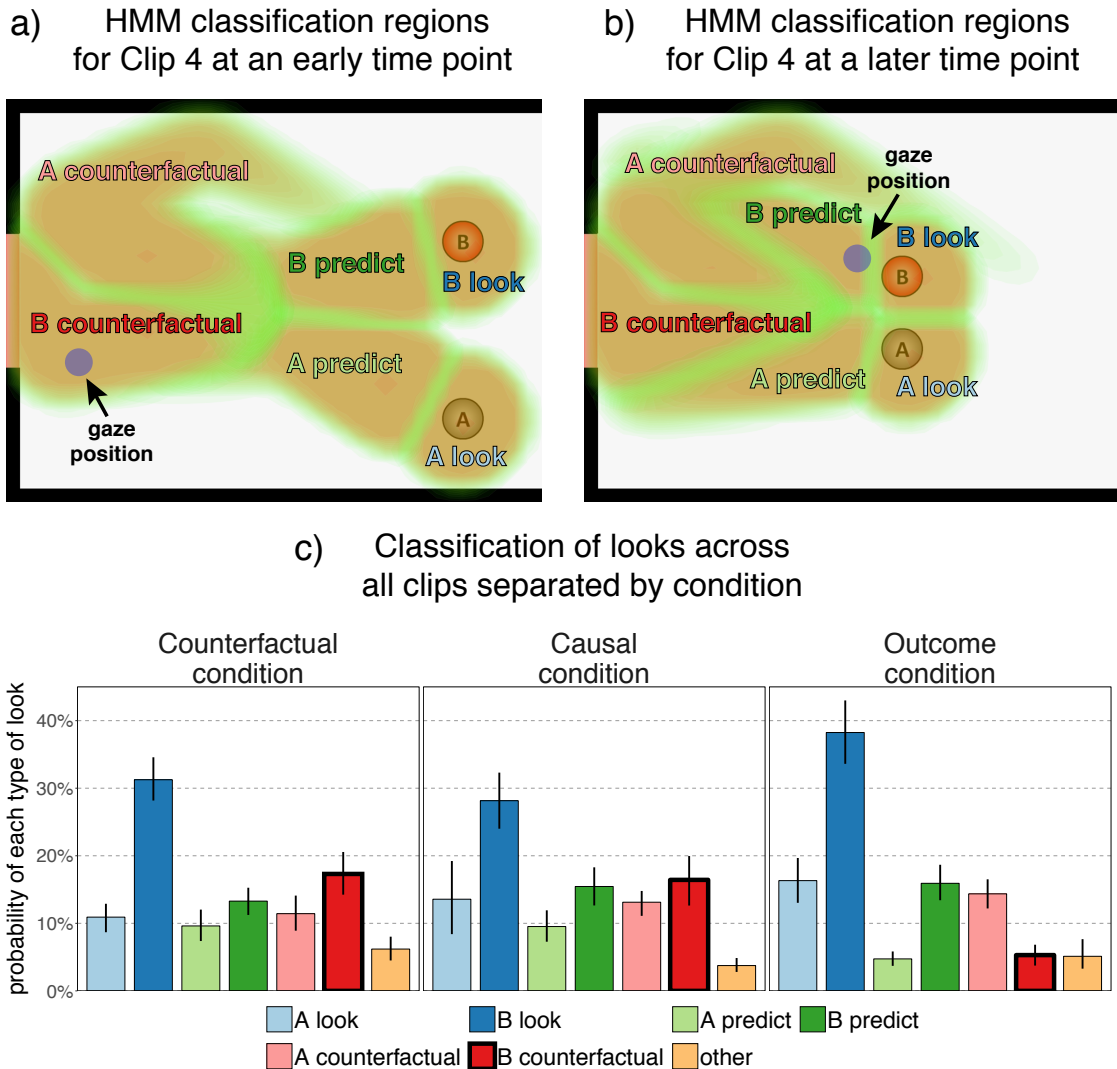 a) HMM classification regions
for Clip 4 at an early time point
b) HMM classification regions
for Clip 4 at a later time point
A counterfactual
B predict
B
B look
B counterfactual
A predict
gaze
position
A
A look
A counterfactual
gaze
position
B predict
B look
B
B counterfactual
A
A predict
A look
c) Classification of looks across
all clips separated by condition
Counterfactual
condition
Causal
condition
Outcome
condition
probability of each type of look
40%
30%
20%
10%
0%
A look
B look
A predict
B predict
A counterfactual
B counterfactual
other